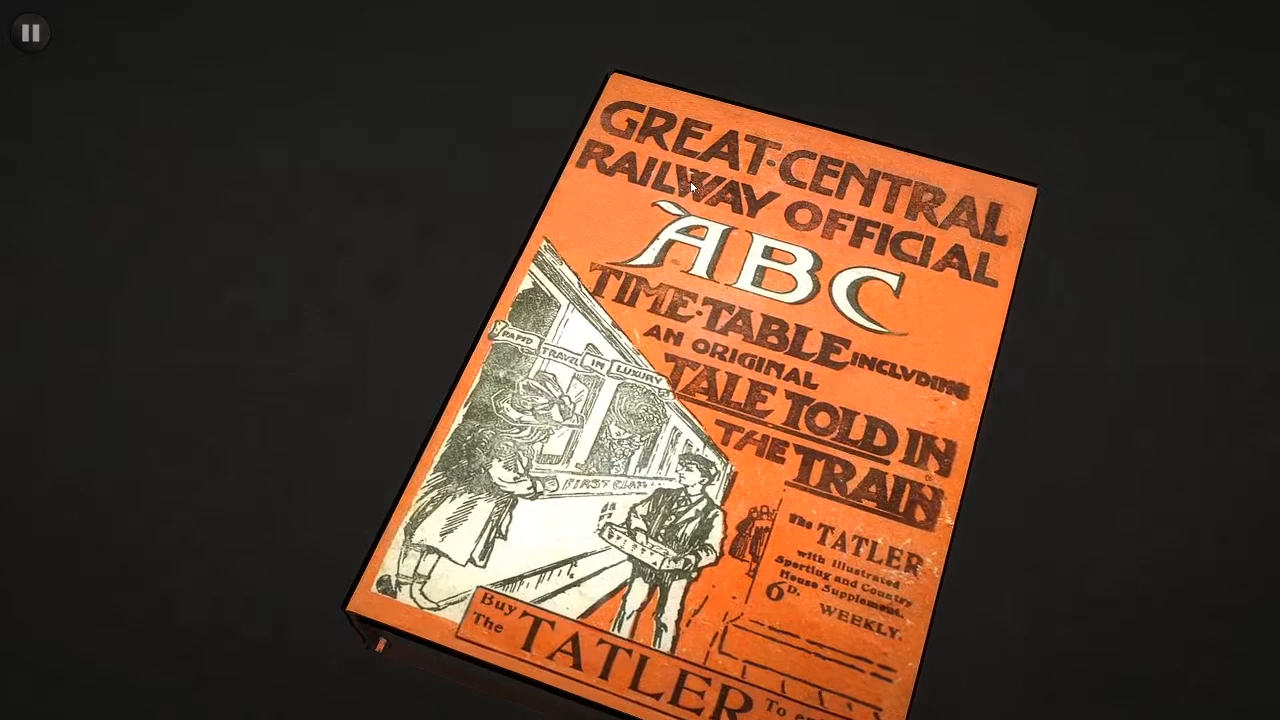 GREAT·CENTRAL
RAILWAY OFFICIAL
ABC
TIME·TABLE INCLUDING
AN ORIGINAL
TALE TOLD IN
THE TRAIN
RAPID TRAVEL IN LUXURY
FIRST CLASS
The TATLER
with Illustrated
Sporting and Country
House Supplement.
6D. WEEKLY.
Buy
The TATLER
To